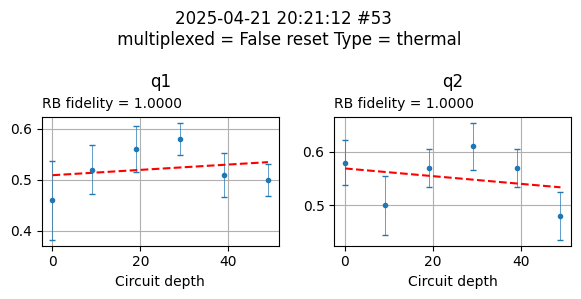 2025-04-21 20:21:12 #53
multiplexed = False reset Type = thermal
q1
RB fidelity = 1.0000
0.6
0.5
0.4
0
20
40
Circuit depth
q2
RB fidelity = 1.0000
0.6
0.5
0
20
40
Circuit depth